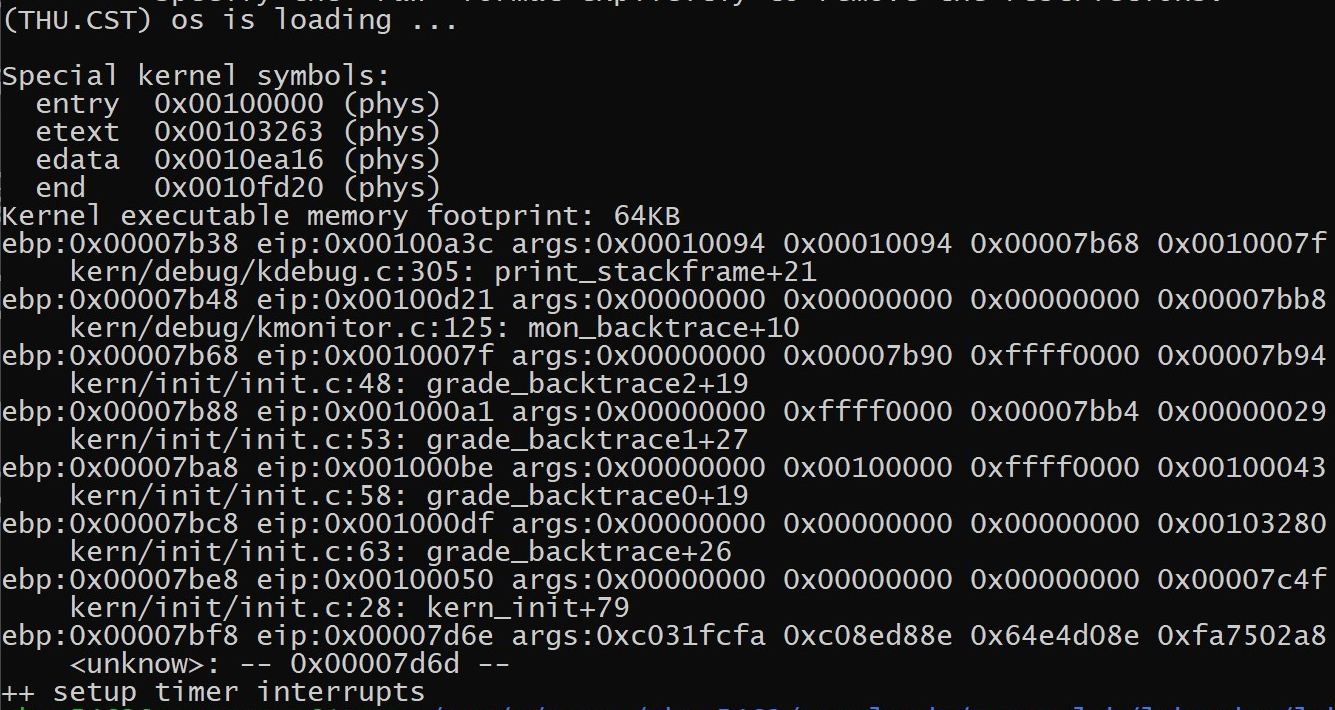 (THU.CST) os is loading ...
Special kernel symbols:
  entry  0x00100000 (phys)
  etext  0x00103263 (phys)
  edata  0x0010ea16 (phys)
  end    0x0010fd20 (phys)
Kernel executable memory footprint: 64KB
ebp:0x00007b38 eip:0x00100a3c args:0x00010094 0x00010094 0x00007b68 0x0010007f
    kern/debug/kdebug.c:305: print_stackframe+21
ebp:0x00007b48 eip:0x00100d21 args:0x00000000 0x00000000 0x00000000 0x00007bb8
    kern/debug/kmonitor.c:125: mon_backtrace+10
ebp:0x00007b68 eip:0x0010007f args:0x00000000 0x00007b90 0xffff0000 0x00007b94
    kern/init/init.c:48: grade_backtrace2+19
ebp:0x00007b88 eip:0x001000a1 args:0x00000000 0xffff0000 0x00007bb4 0x00000029
    kern/init/init.c:53: grade_backtrace1+27
ebp:0x00007ba8 eip:0x001000be args:0x00000000 0x00100000 0xffff0000 0x00100043
    kern/init/init.c:58: grade_backtrace0+19
ebp:0x00007bc8 eip:0x001000df args:0x00000000 0x00000000 0x00000000 0x00103280
    kern/init/init.c:63: grade_backtrace+26
ebp:0x00007be8 eip:0x00100050 args:0x00000000 0x00000000 0x00000000 0x00007c4f
    kern/init/init.c:28: kern_init+79
ebp:0x00007bf8 eip:0x00007d6e args:0xc031fcfa 0xc08ed88e 0x64e4d08e 0xfa7502a8
    <unknow>: -- 0x00007d6d --
++ setup timer interrupts